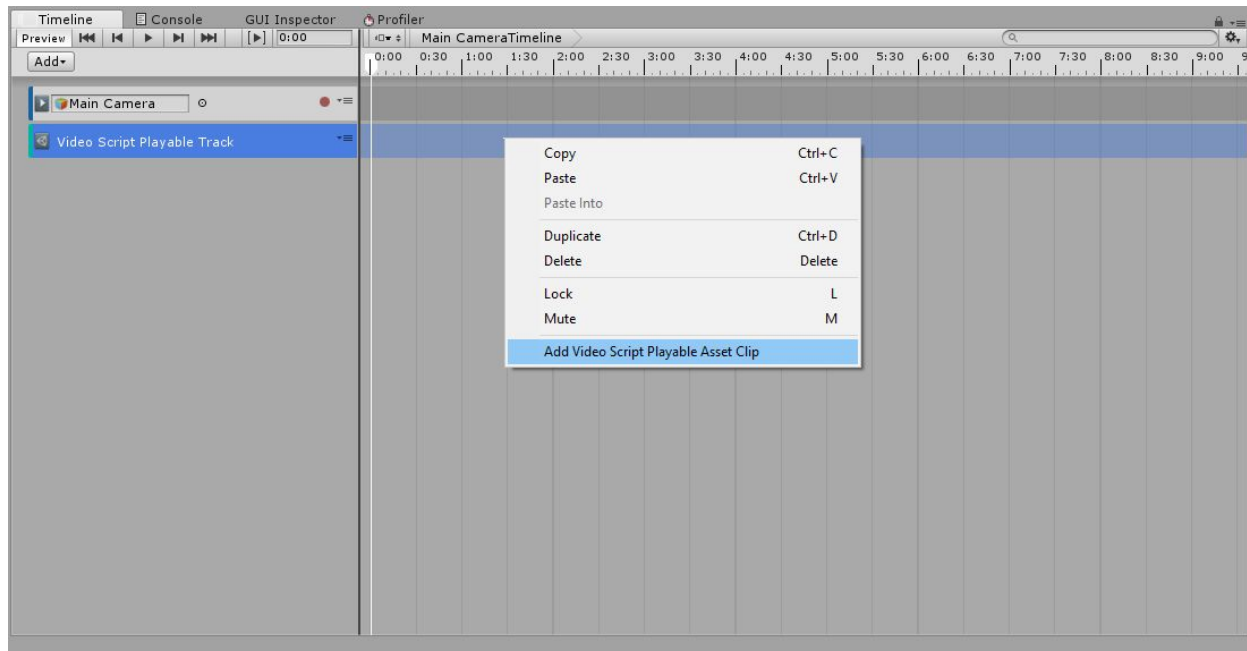 Timeline Console GUI Inspector Profiler
Preview 0:00 Main CameraTimeline
Add
0:00 0:30 1:00 1:30 2:00 2:30 3:00 3:30 4:00 4:30 5:00 5:30 6:00 6:30 7:00 7:30 8:00 8:30 9:00 9
Main Camera
Video Script Playable Track
Copy Ctrl+C
Paste Ctrl+V
Paste Into
Duplicate Ctrl+D
Delete Delete
Lock L
Mute M
Add Video Script Playable Asset Clip